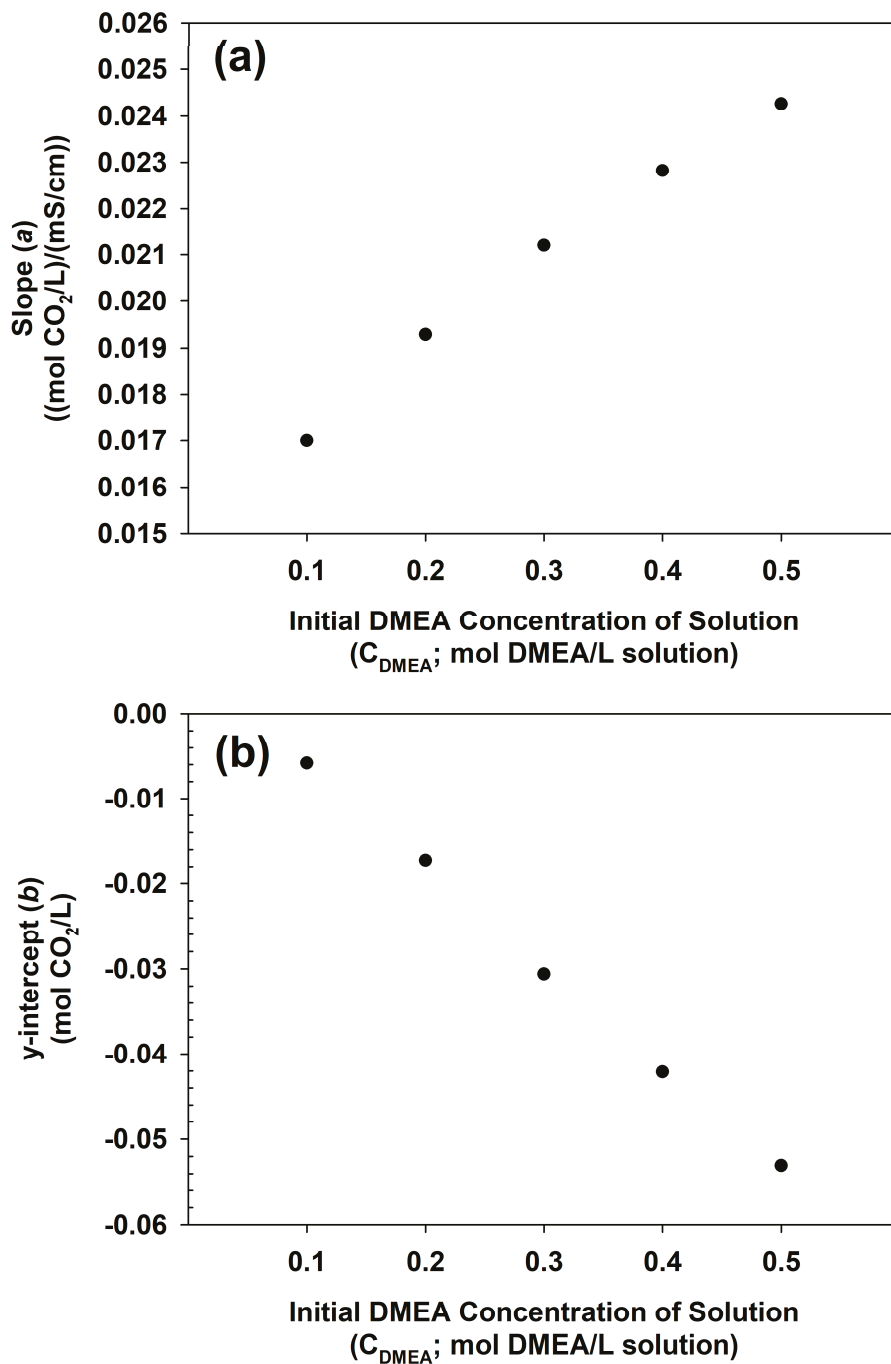 (a)
0.026
0.025
0.024
0.023
0.022
0.021
0.020
0.019
0.018
0.017
0.016
0.015
Slope (a)
((mol CO₂/L)/(mS/cm))
0.1 0.2 0.3 0.4 0.5
Initial DMEA Concentration of Solution
(C_DMEA; mol DMEA/L solution)
(b)
0.00
-0.01
-0.02
-0.03
-0.04
-0.05
-0.06
y-intercept (b)
(mol CO₂/L)
0.1 0.2 0.3 0.4 0.5
Initial DMEA Concentration of Solution
(C_DMEA; mol DMEA/L solution)